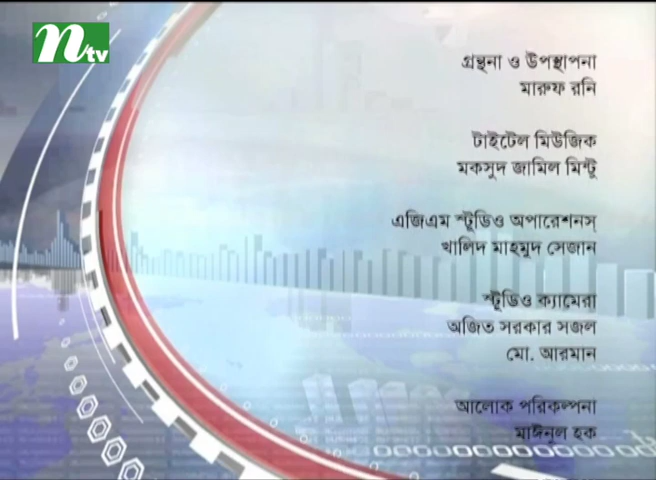 ntv
গ্রন্থনা ও উপস্থাপনা
মারুফ রনি
টাইটেল মিউজিক
মকসুদ জামিল মিন্টু
এজিএম স্টুডিও অপারেশনস্
খালিদ মাহমুদ সেজান
স্টুডিও ক্যামেরা
অজিত সরকার সজল
মো. আরমান
আলোক পরিকল্পনা
মাঈনুল হক